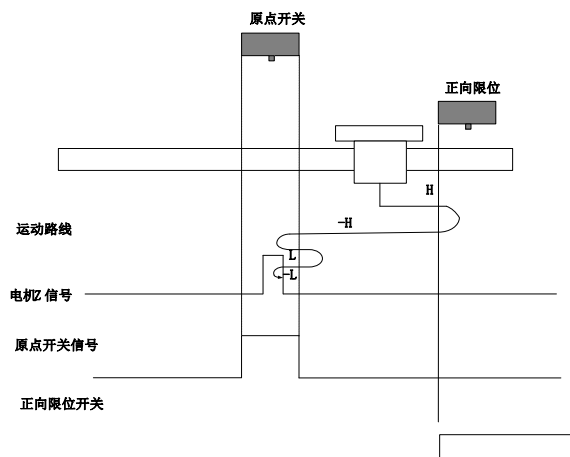 原点开关
正向限位
H
运动路线
-H
L
-L
电机Z 信号
原点开关信号
正向限位开关